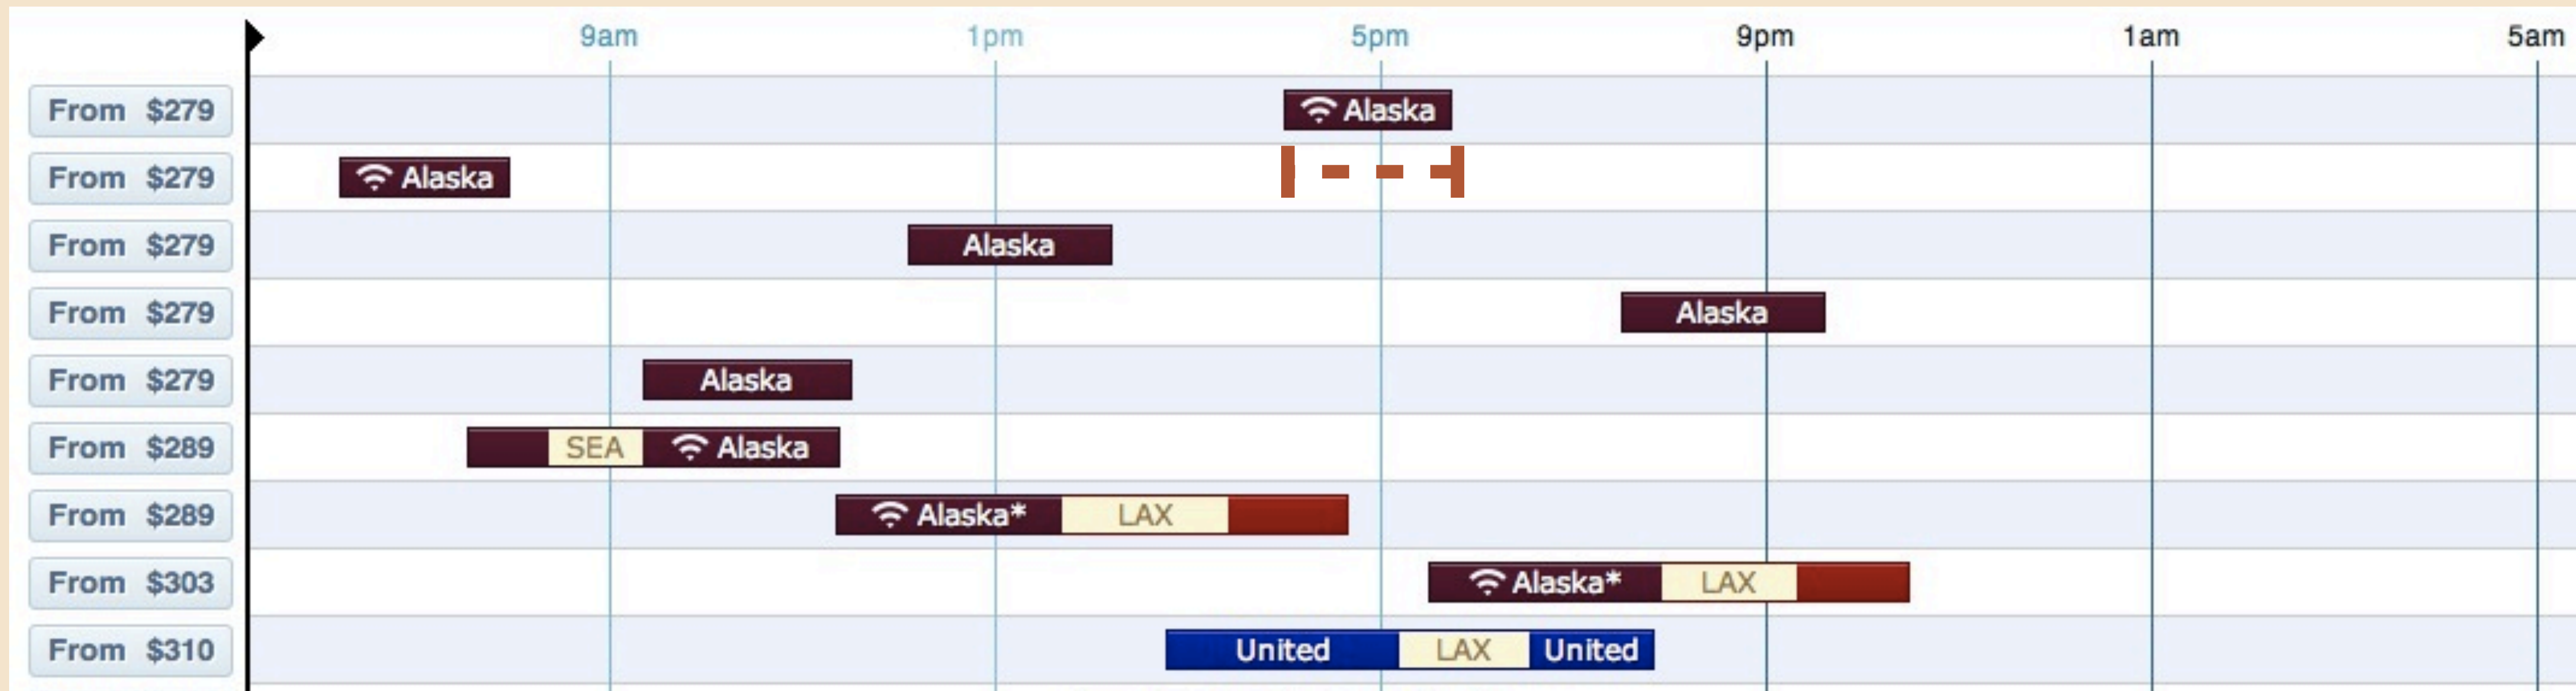 9am 1pm 5pm 9pm 1am 5am
From $279 Alaska
From $279 Alaska
From $279 Alaska
From $279 Alaska
From $279 Alaska
From $289 SEA Alaska
From $289 Alaska* LAX
From $303 Alaska* LAX
From $310 United LAX United